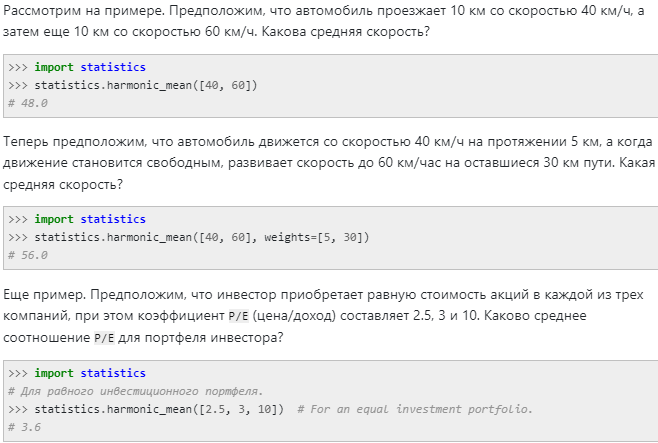 Рассмотрим на примере. Предположим, что автомобиль проезжает 10 км со скоростью 40 км/ч, а
затем еще 10 км со скоростью 60 км/ч. Какова средняя скорость?
>>> import statistics
>>> statistics.harmonic_mean([40, 60])
# 48.0
Теперь предположим, что автомобиль движется со скоростью 40 км/ч на протяжении 5 км, а когда
движение становится свободным, развивает скорость до 60 км/час на оставшиеся 30 км пути. Какая
средняя скорость?
>>> import statistics
>>> statistics.harmonic_mean([40, 60], weights=[5, 30])
# 56.0
Еще пример. Предположим, что инвестор приобретает равную стоимость акций в каждой из трех
компаний, при этом коэффициент P/E (цена/доход) составляет 2.5, 3 и 10. Каково среднее
соотношение P/E для портфеля инвестора?
>>> import statistics
# Для равного инвестиционного портфеля.
>>> statistics.harmonic_mean([2.5, 3, 10])  # For an equal investment portfolio.
# 3.6